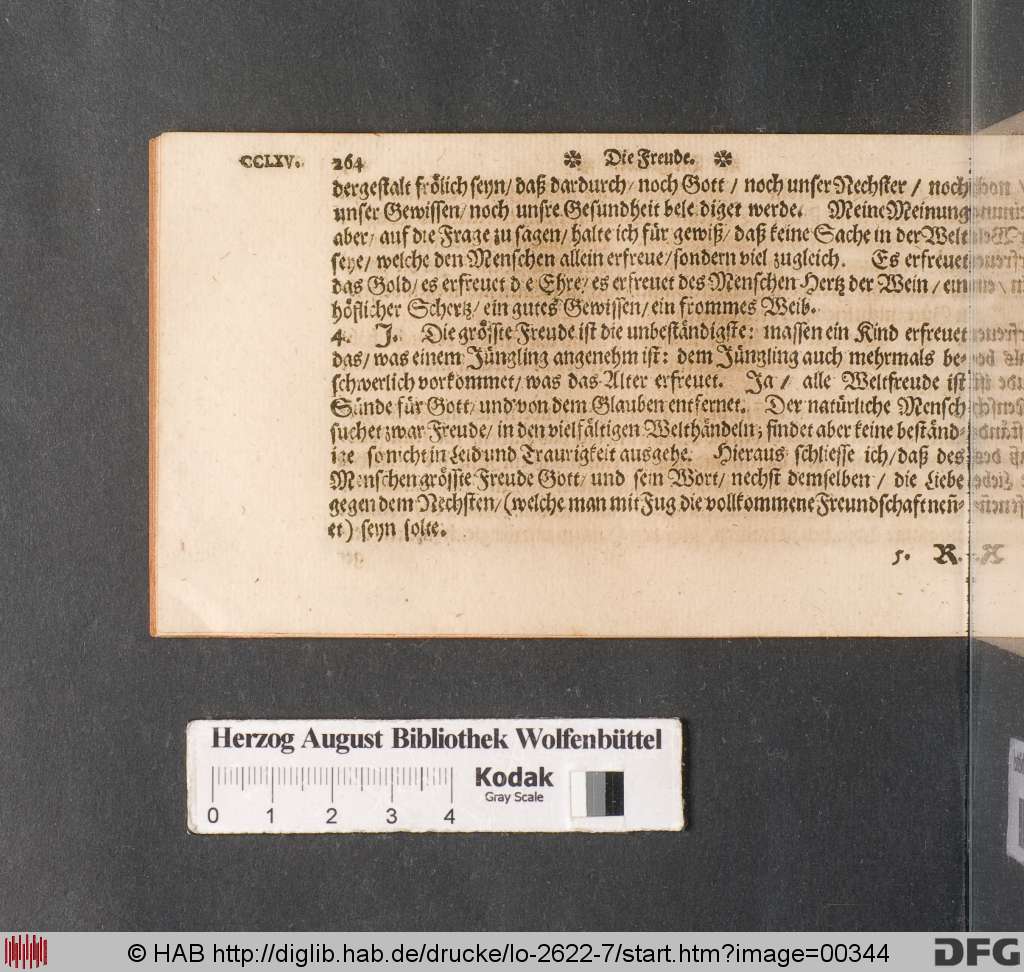 CCLXV. 264 ✼ Die Freude. ✼
dergestalt frölich seyn/ daß dardurch/ noch Gott / noch unser Nechster / noch
unser Gewissen/ noch unsre Gesundheit bele diget werde. Meine Meinung
aber/ auf die Frage zu sagen/ halte ich für gewiß/ daß keine Sache in der Welt
seye/ welche den Menschen allein erfreue/ sondern viel zugleich. Es erfreuet
das Gold/ es erfreuet die Ehre/ es erfreuet des Menschen Hertz der Wein / ein
höflicher Schertz/ ein gutes Gewissen/ ein frommes Weib.
4. J. Die grösste Freude ist die unbeständigste: massen ein Kind erfreuet
das/ was einem Jüngling angenehm ist: dem Jüngling auch mehrmals be-
schwerlich vorkommet/ was das Alter erfreuet. Ja / alle Weltfreude ist
Sünde für Gott/ und von dem Glauben entfernet. Der natürliche Mensch
suchet zwar Freude/ in den vielfältigen Welthändeln; findet aber keine beständ-
ige so nicht in Leid und Traurigkeit ausgehe. Hieraus schliesse ich/ daß des
Menschen grösste Freude Gott/ und sein Wort/ nechst demselben / die Liebe
gegen dem Nechsten/ (welche man mit Fug die vollkommene Freundschaft neñ-
et) seyn solte.
5. R.
Herzog August Bibliothek Wolfenbüttel
Kodak
Gray Scale
0 1 2 3 4
© HAB http://diglib.hab.de/drucke/lo-2622-7/start.htm?image=00344 DFG